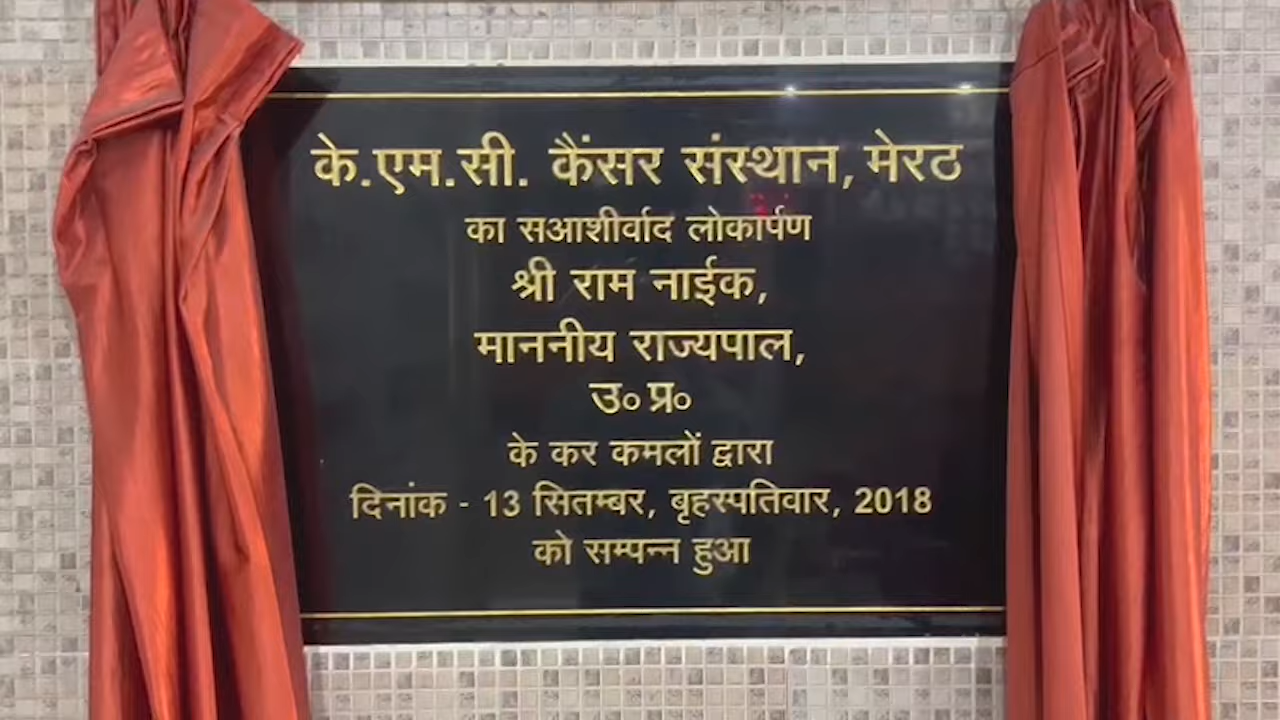 के.एम.सी. कैंसर संस्थान, मेरठ
का सआशीर्वाद लोकार्पण
श्री राम नाईक,
माननीय राज्यपाल,
उ० प्र०
के कर कमलों द्वारा
दिनांक - 13 सितम्बर, बृहस्पतिवार, 2018
को सम्पन्न हुआ